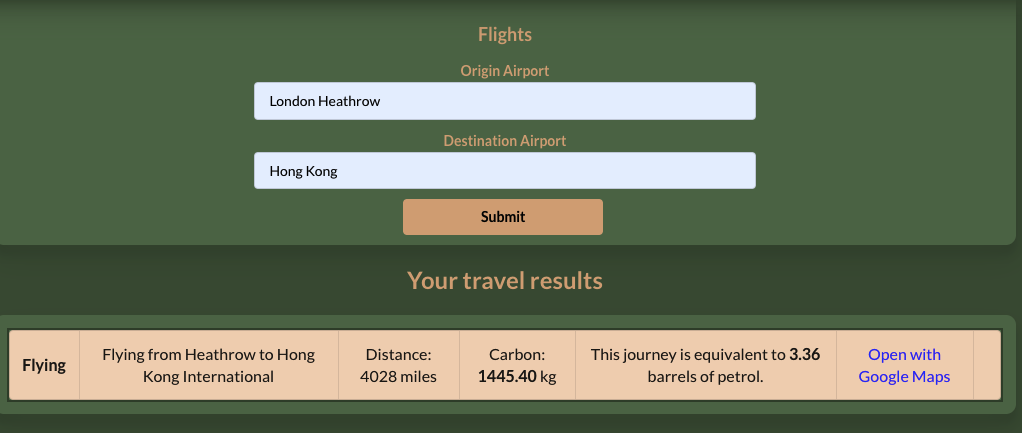 Flights
Origin Airport
London Heathrow
Destination Airport
Hong Kong
Submit
Your travel results
Flying
Flying from Heathrow to Hong
Kong International
Distance:
4028 miles
Carbon:
1445.40 kg
This journey is equivalent to 3.36
barrels of petrol.
Open with
Google Maps